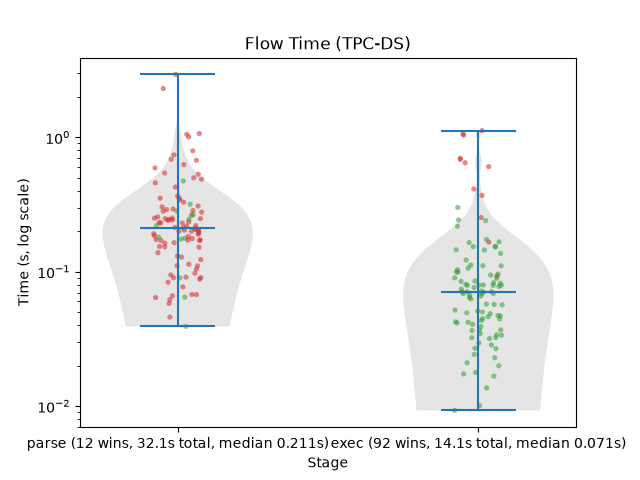 Flow Time (TPC-DS)
Time (s, log scale)
10⁰
10⁻¹
10⁻²
parse (12 wins, 32.1s total, median 0.211s)
exec (92 wins, 14.1s total, median 0.071s)
Stage